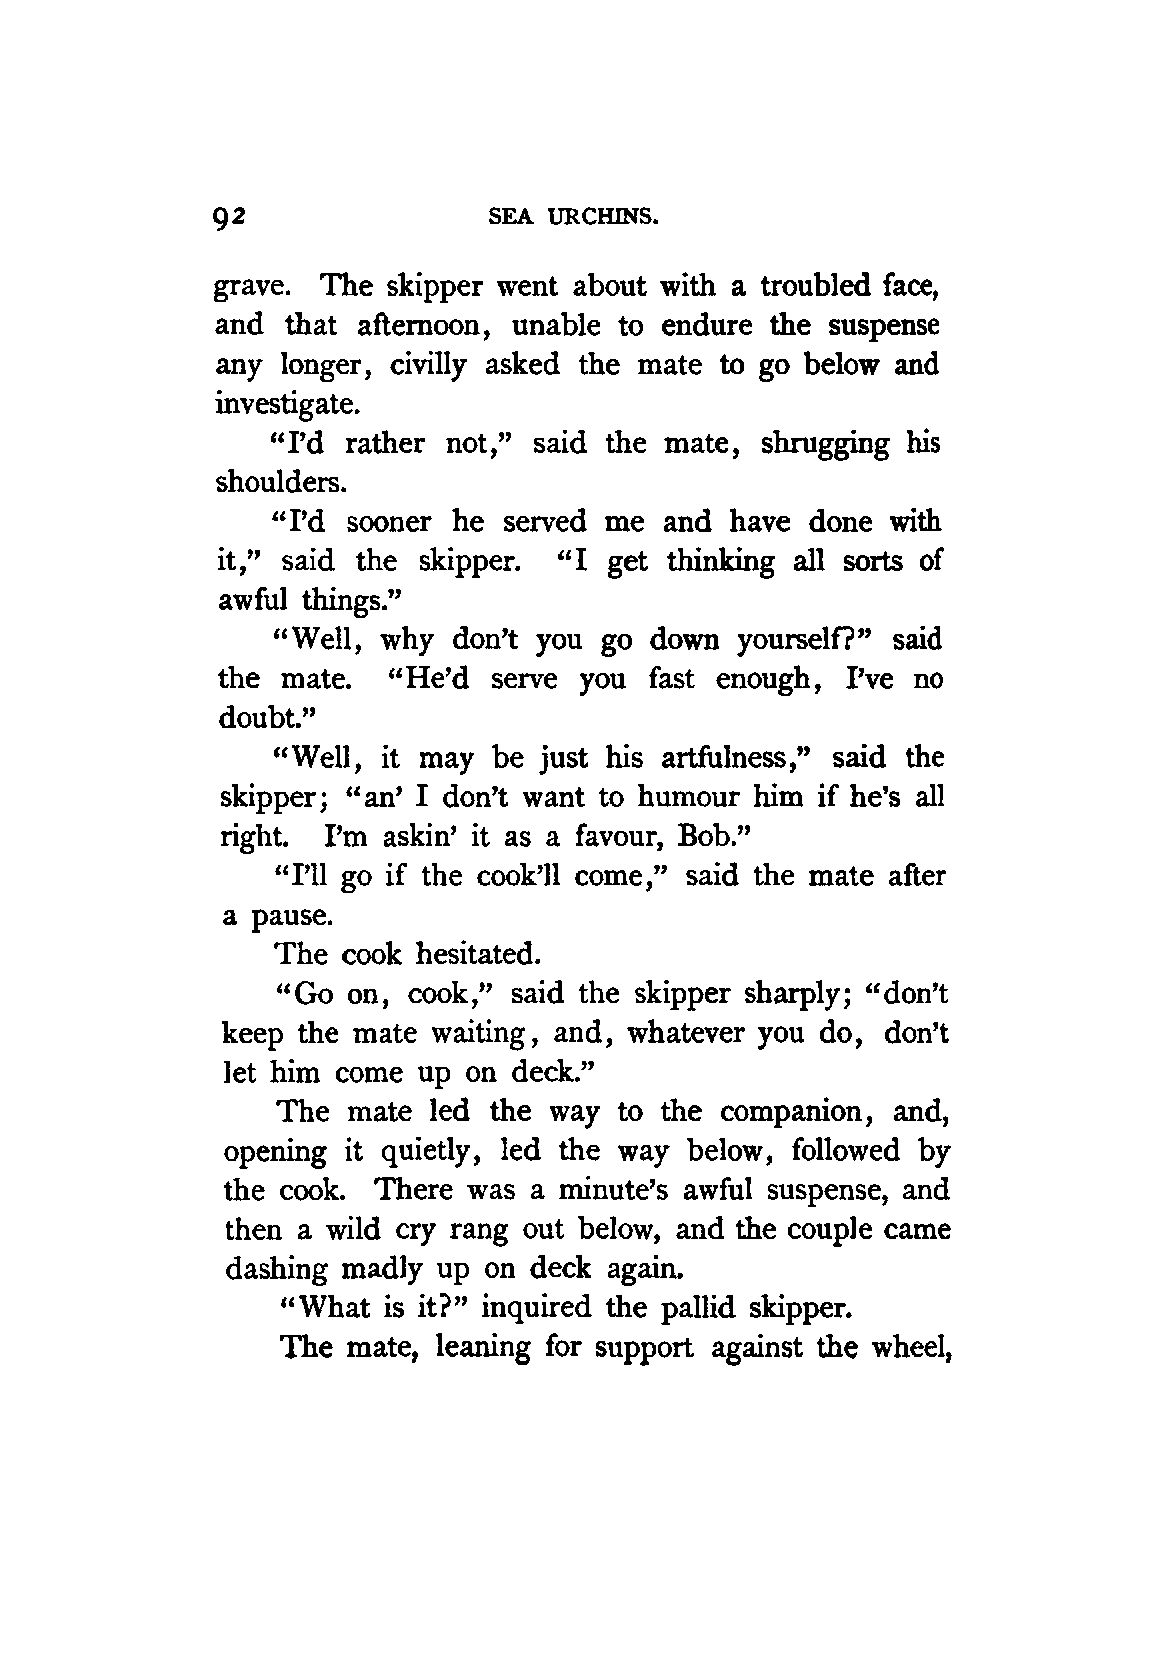 92 SEA URCHINS.
grave. The skipper went about with a troubled face,
and that afternoon, unable to endure the suspense
any longer, civilly asked the mate to go below and
investigate.
“I’d rather not,” said the mate, shrugging his
shoulders.
“I’d sooner he served me and have done with
it,” said the skipper. “I get thinking all sorts of
awful things.”
“Well, why don’t you go down yourself?” said
the mate. “He’d serve you fast enough, I’ve no
doubt.”
“Well, it may be just his artfulness,” said the
skipper; “an’ I don’t want to humour him if he’s all
right. I’m askin’ it as a favour, Bob.”
“I’ll go if the cook’ll come,” said the mate after
a pause.
The cook hesitated.
“Go on, cook,” said the skipper sharply; “don’t
keep the mate waiting, and, whatever you do, don’t
let him come up on deck.”
The mate led the way to the companion, and,
opening it quietly, led the way below, followed by
the cook. There was a minute’s awful suspense, and
then a wild cry rang out below, and the couple came
dashing madly up on deck again.
“What is it?” inquired the pallid skipper.
The mate, leaning for support against the wheel,